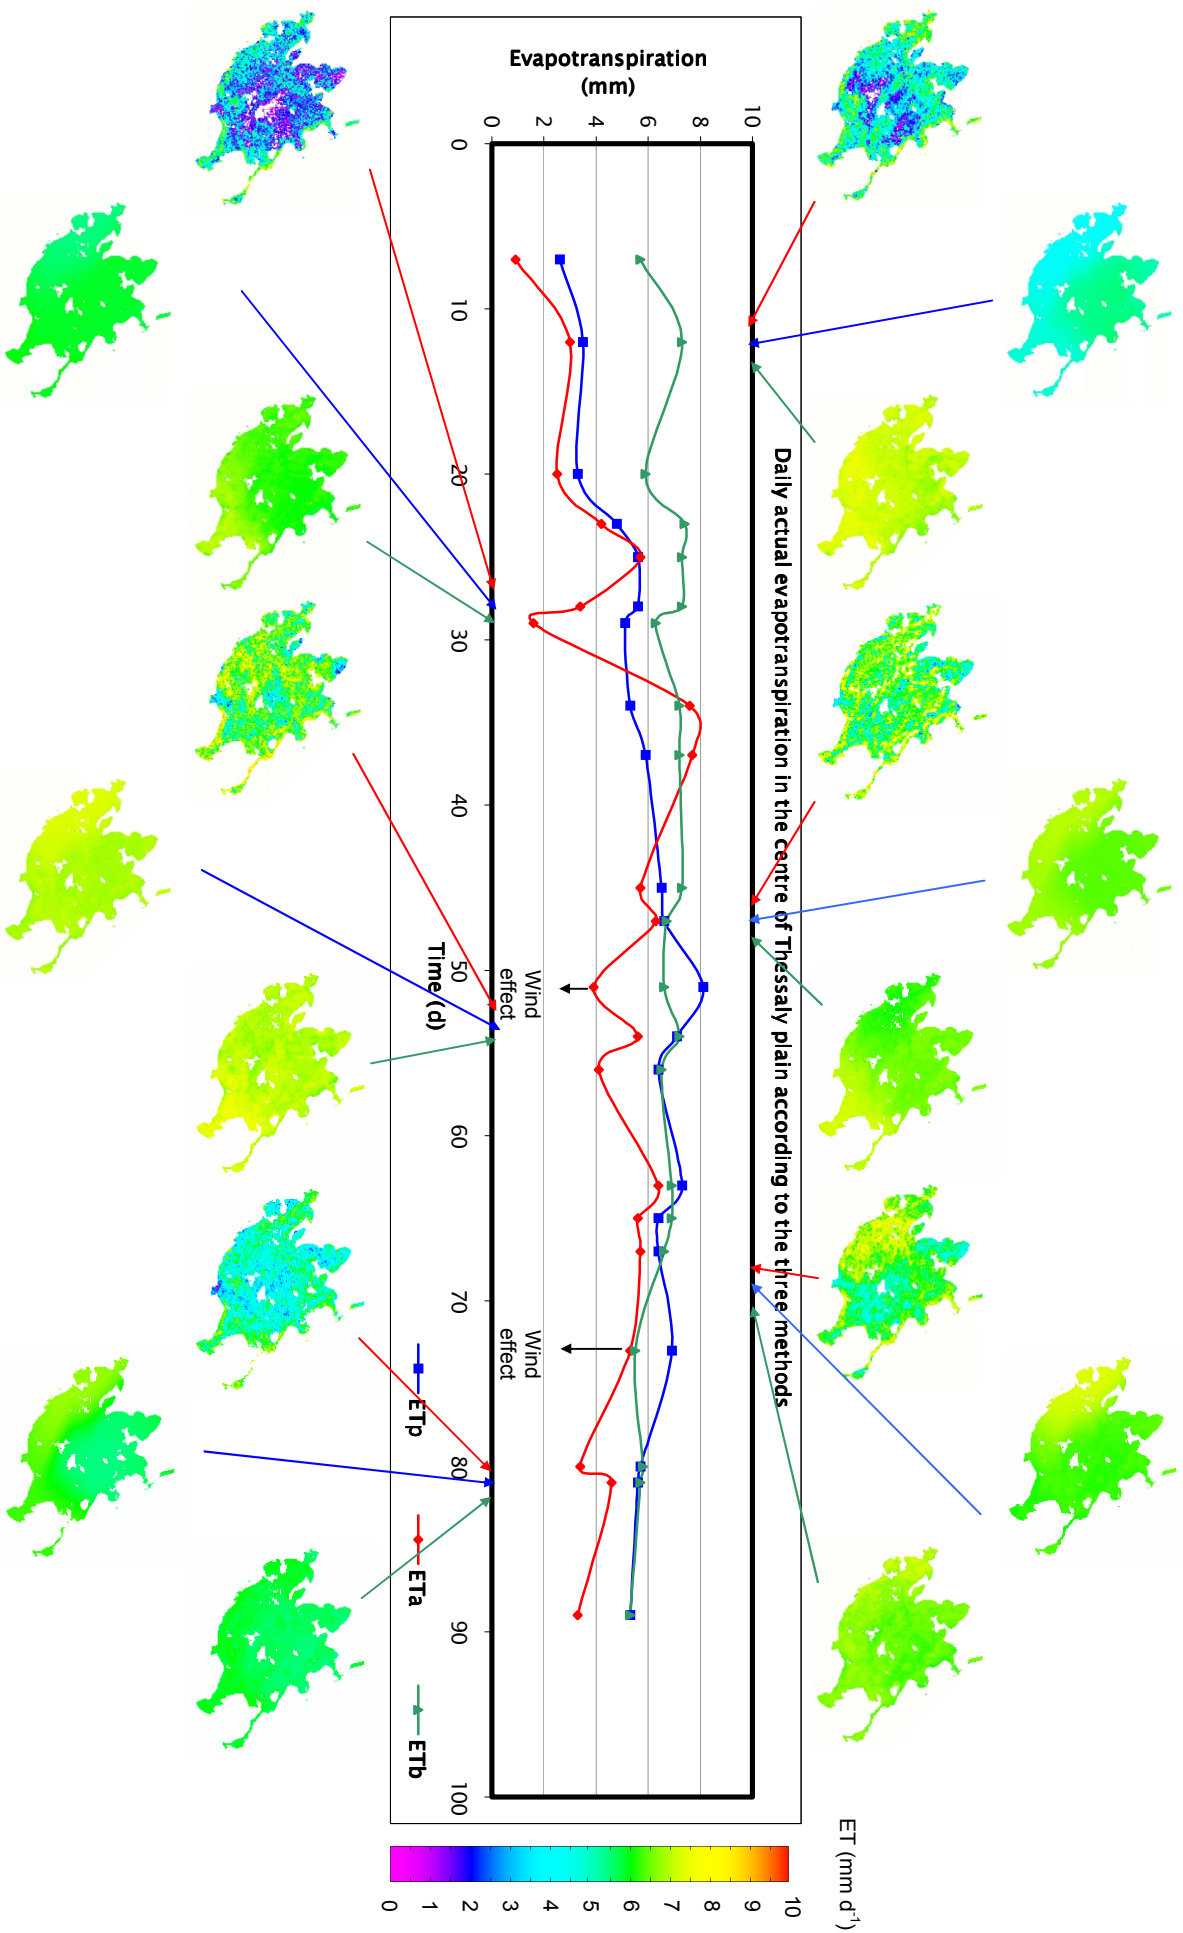 Daily actual evapotranspiration in the centre of Thessaly plain according to the three methods
Evapotranspiration
(mm)
10
8
6
4
2
0
0
10
20
30
40
50
60
70
80
90
100
Time (d)
Wind
effect
Wind
effect
ETp
ETa
ETb
ET (mm d⁻¹)
0
1
2
3
4
5
6
7
8
9
10